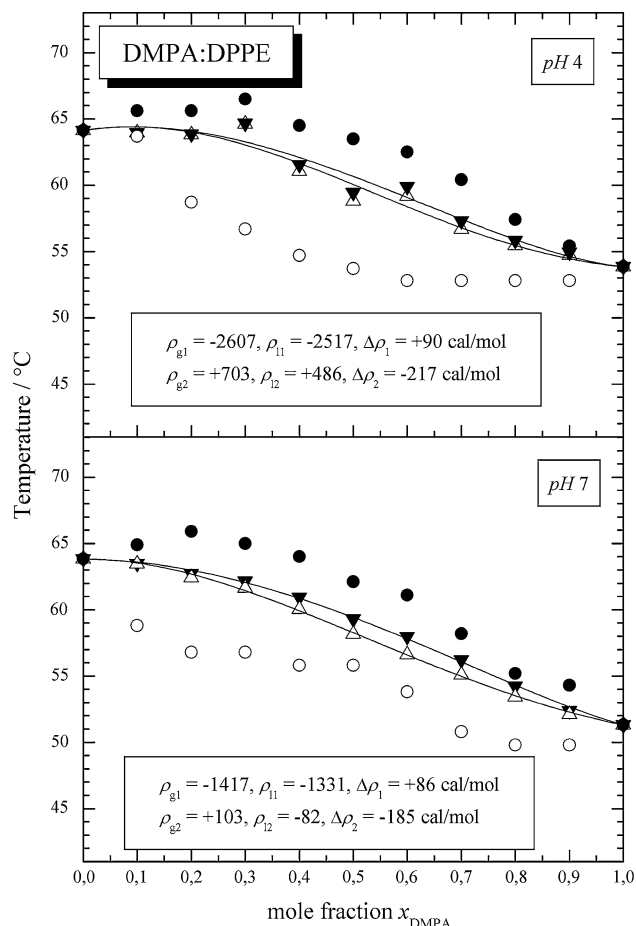 DMPA:DPPE
pH 4
70
65
60
55
50
45
ρg1 = -2607, ρl1 = -2517, Δρ1 = +90 cal/mol
ρg2 = +703, ρl2 = +486, Δρ2 = -217 cal/mol
Temperature / °C
pH 7
70
65
60
55
50
45
ρg1 = -1417, ρl1 = -1331, Δρ1 = +86 cal/mol
ρg2 = +103, ρl2 = -82, Δρ2 = -185 cal/mol
0,0 0,1 0,2 0,3 0,4 0,5 0,6 0,7 0,8 0,9 1,0
mole fraction xDMPA